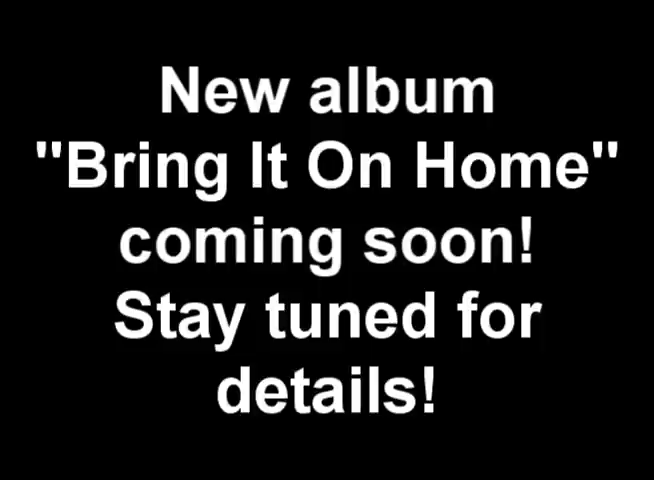 New album
"Bring It On Home"
coming soon!
Stay tuned for
details!